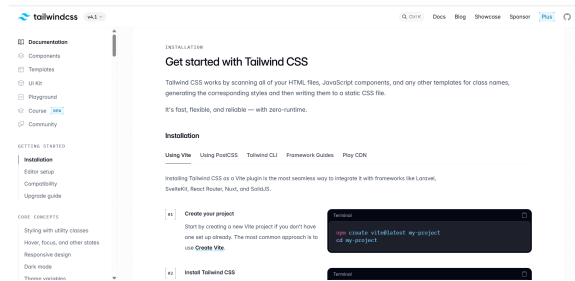 tailwindcss v4.1
Ctrl K Docs Blog Showcase Sponsor Plus
Documentation
Components
Templates
UI Kit
Playground
Course NEW
Community
GETTING STARTED
Installation
Editor setup
Compatibility
Upgrade guide
CORE CONCEPTS
Styling with utility classes
Hover, focus, and other states
Responsive design
Dark mode
Theme variables
INSTALLATION
Get started with Tailwind CSS
Tailwind CSS works by scanning all of your HTML files, JavaScript components, and any other templates for class names,
generating the corresponding styles and then writing them to a static CSS file.
It's fast, flexible, and reliable — with zero-runtime.
Installation
Using Vite Using PostCSS Tailwind CLI Framework Guides Play CDN
Installing Tailwind CSS as a Vite plugin is the most seamless way to integrate it with frameworks like Laravel,
SvelteKit, React Router, Nuxt, and SolidJS.
01 Create your project
Start by creating a new Vite project if you don't have
one set up already. The most common approach is to
use Create Vite.
Terminal
npm create vite@latest my-project
cd my-project
02 Install Tailwind CSS
Terminal